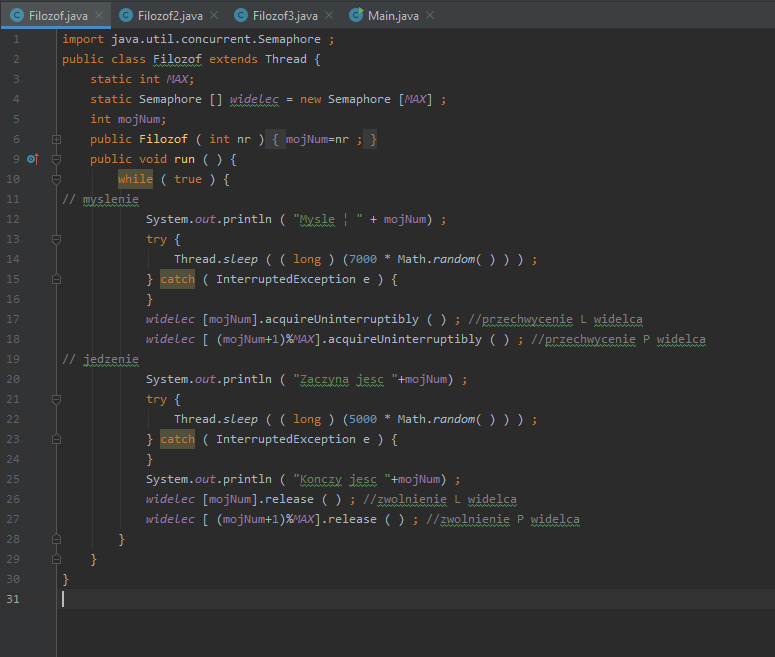 Filozof.java × Filozof2.java × Filozof3.java × Main.java ×
1 import java.util.concurrent.Semaphore ;
2 public class Filozof extends Thread {
3 static int MAX;
4 static Semaphore [] widelec = new Semaphore [MAX] ;
5 int mojNum;
6 public Filozof ( int nr ) { mojNum=nr ; }
9 public void run ( ) {
10 while ( true ) {
11 // myslenie
12 System.out.println ( "Mysle ¦ " + mojNum) ;
13 try {
14 Thread.sleep ( ( long ) (7000 * Math.random( ) ) ) ;
15 } catch ( InterruptedException e ) {
16 }
17 widelec [mojNum].acquireUninterruptibly ( ) ; //przechwycenie L widelca
18 widelec [ (mojNum+1)%MAX].acquireUninterruptibly ( ) ; //przechwycenie P widelca
19 // jedzenie
20 System.out.println ( "Zaczyna jesc "+mojNum) ;
21 try {
22 Thread.sleep ( ( long ) (5000 * Math.random( ) ) ) ;
23 } catch ( InterruptedException e ) {
24 }
25 System.out.println ( "Konczy jesc "+mojNum) ;
26 widelec [mojNum].release ( ) ; //zwolnienie L widelca
27 widelec [ (mojNum+1)%MAX].release ( ) ; //zwolnienie P widelca
28 }
29 }
30 }
31